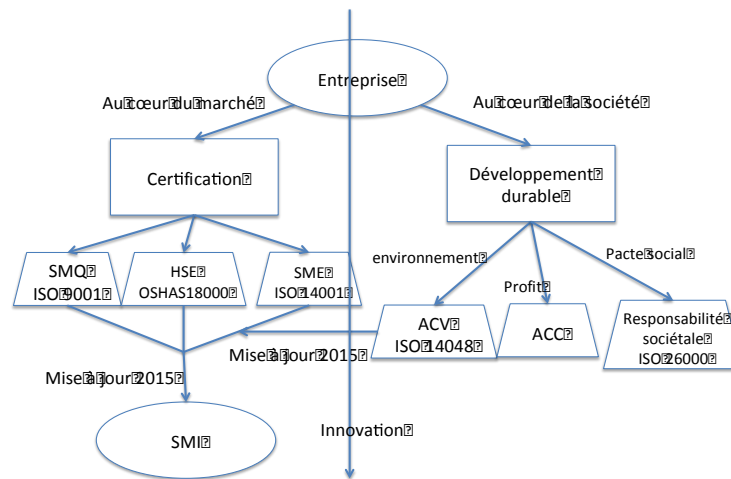 Entreprise
Au cœur du marché
Au cœur de la société
Certification
Développement
durable
environnement
Pacte social
SMQ
ISO 9001
HSE
OSHAS18000
SME
ISO 14001
Profit
ACV
ISO 14048
ACC
Responsabilité
sociétale
ISO 26000
Mise à jour 2015
Mise à jour 2015
Innovation
SMI